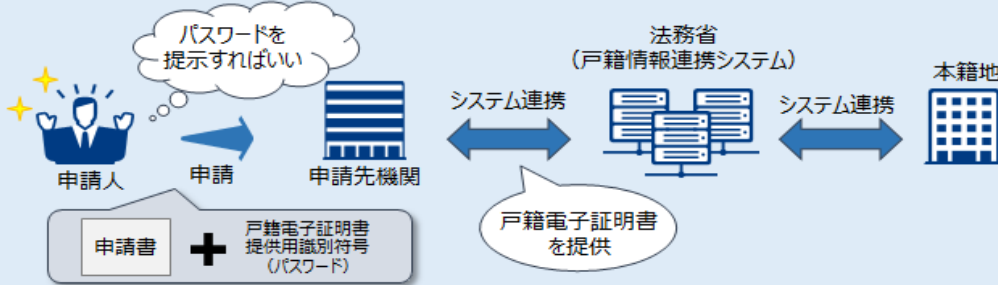 パスワードを
提示すればいい
法務省
（戸籍情報連携システム）
本籍地
システム連携
システム連携
申請人
申請
申請先機関
申請書
戸籍電子証明書
提供用識別符号
（パスワード）
戸籍電子証明書
を提供